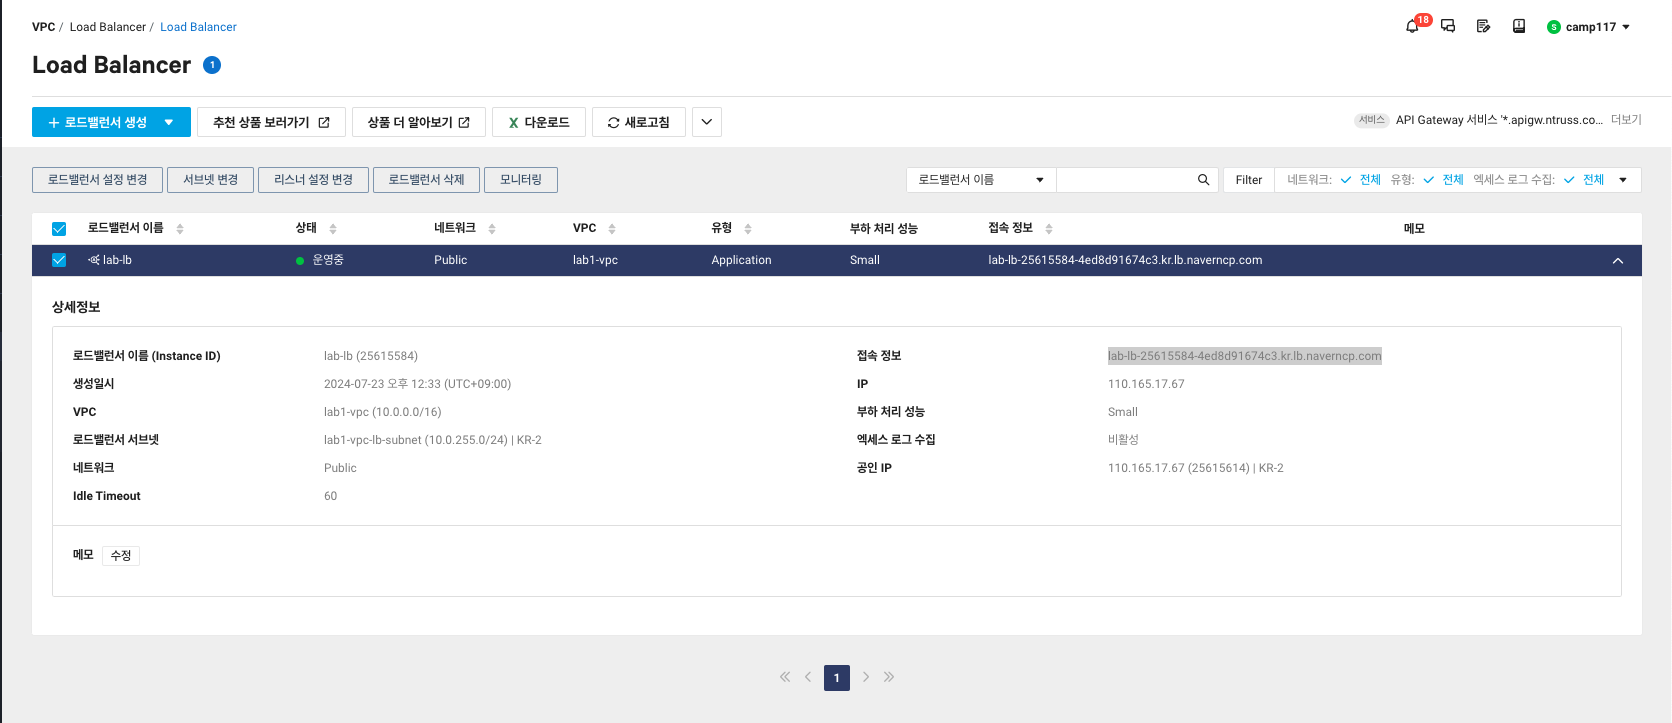 VPC / Load Balancer / Load Balancer
18
S camp117
Load Balancer 1
+ 로드밸런서 생성
추천 상품 보러가기
상품 더 알아보기
X 다운로드
새로고침
서비스 API Gateway 서비스 '*.apigw.ntruss.co... 더보기
로드밸런서 설정 변경
서브넷 변경
리스너 설정 변경
로드밸런서 삭제
모니터링
로드밸런서 이름
Filter
네트워크: 전체 유형: 전체 엑세스 로그 수집: 전체
로드밸런서 이름 상태 네트워크 VPC 유형 부하 처리 성능 접속 정보 메모
lab-lb 운영중 Public lab1-vpc Application Small lab-lb-25615584-4ed8d91674c3.kr.lb.naverncp.com
상세정보
로드밸런서 이름 (Instance ID) lab-lb (25615584)
접속 정보 lab-lb-25615584-4ed8d91674c3.kr.lb.naverncp.com
생성일시 2024-07-23 오후 12:33 (UTC+09:00)
IP 110.165.17.67
VPC lab1-vpc (10.0.0.0/16)
부하 처리 성능 Small
로드밸런서 서브넷 lab1-vpc-lb-subnet (10.0.255.0/24) | KR-2
엑세스 로그 수집 비활성
네트워크 Public
공인 IP 110.165.17.67 (25615614) | KR-2
Idle Timeout 60
메모 수정
1